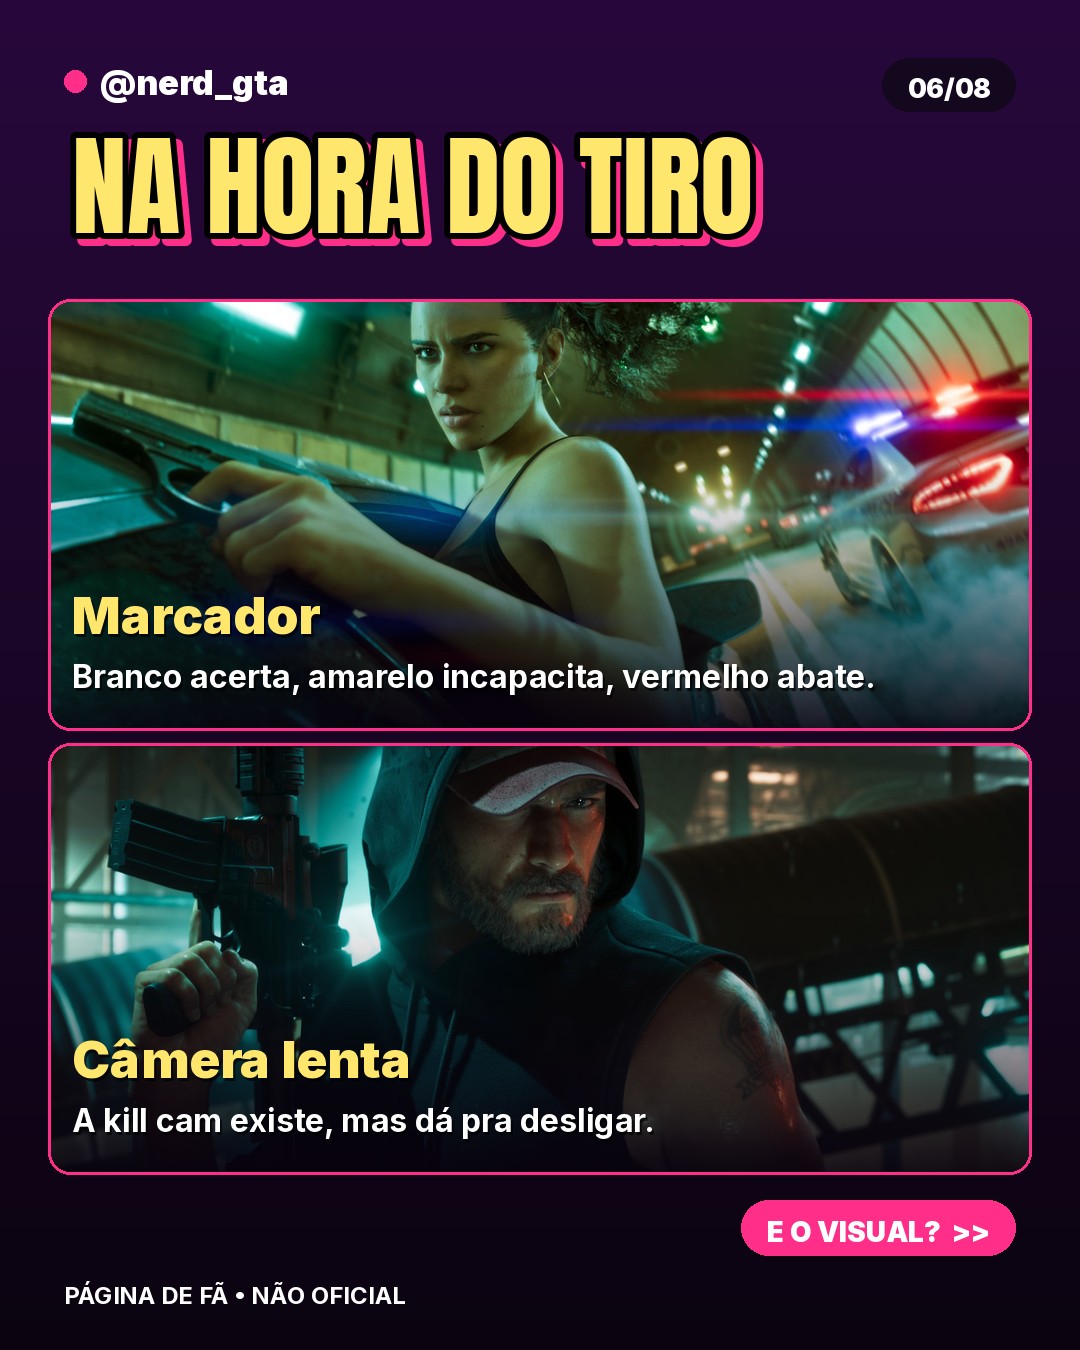 @nerd_gta
06/08
NA HORA DO TIRO
Marcador
Branco acerta, amarelo incapacita, vermelho abate.
Câmera lenta
A kill cam existe, mas dá pra desligar.
E O VISUAL? >>
PÁGINA DE FÃ • NÃO OFICIAL